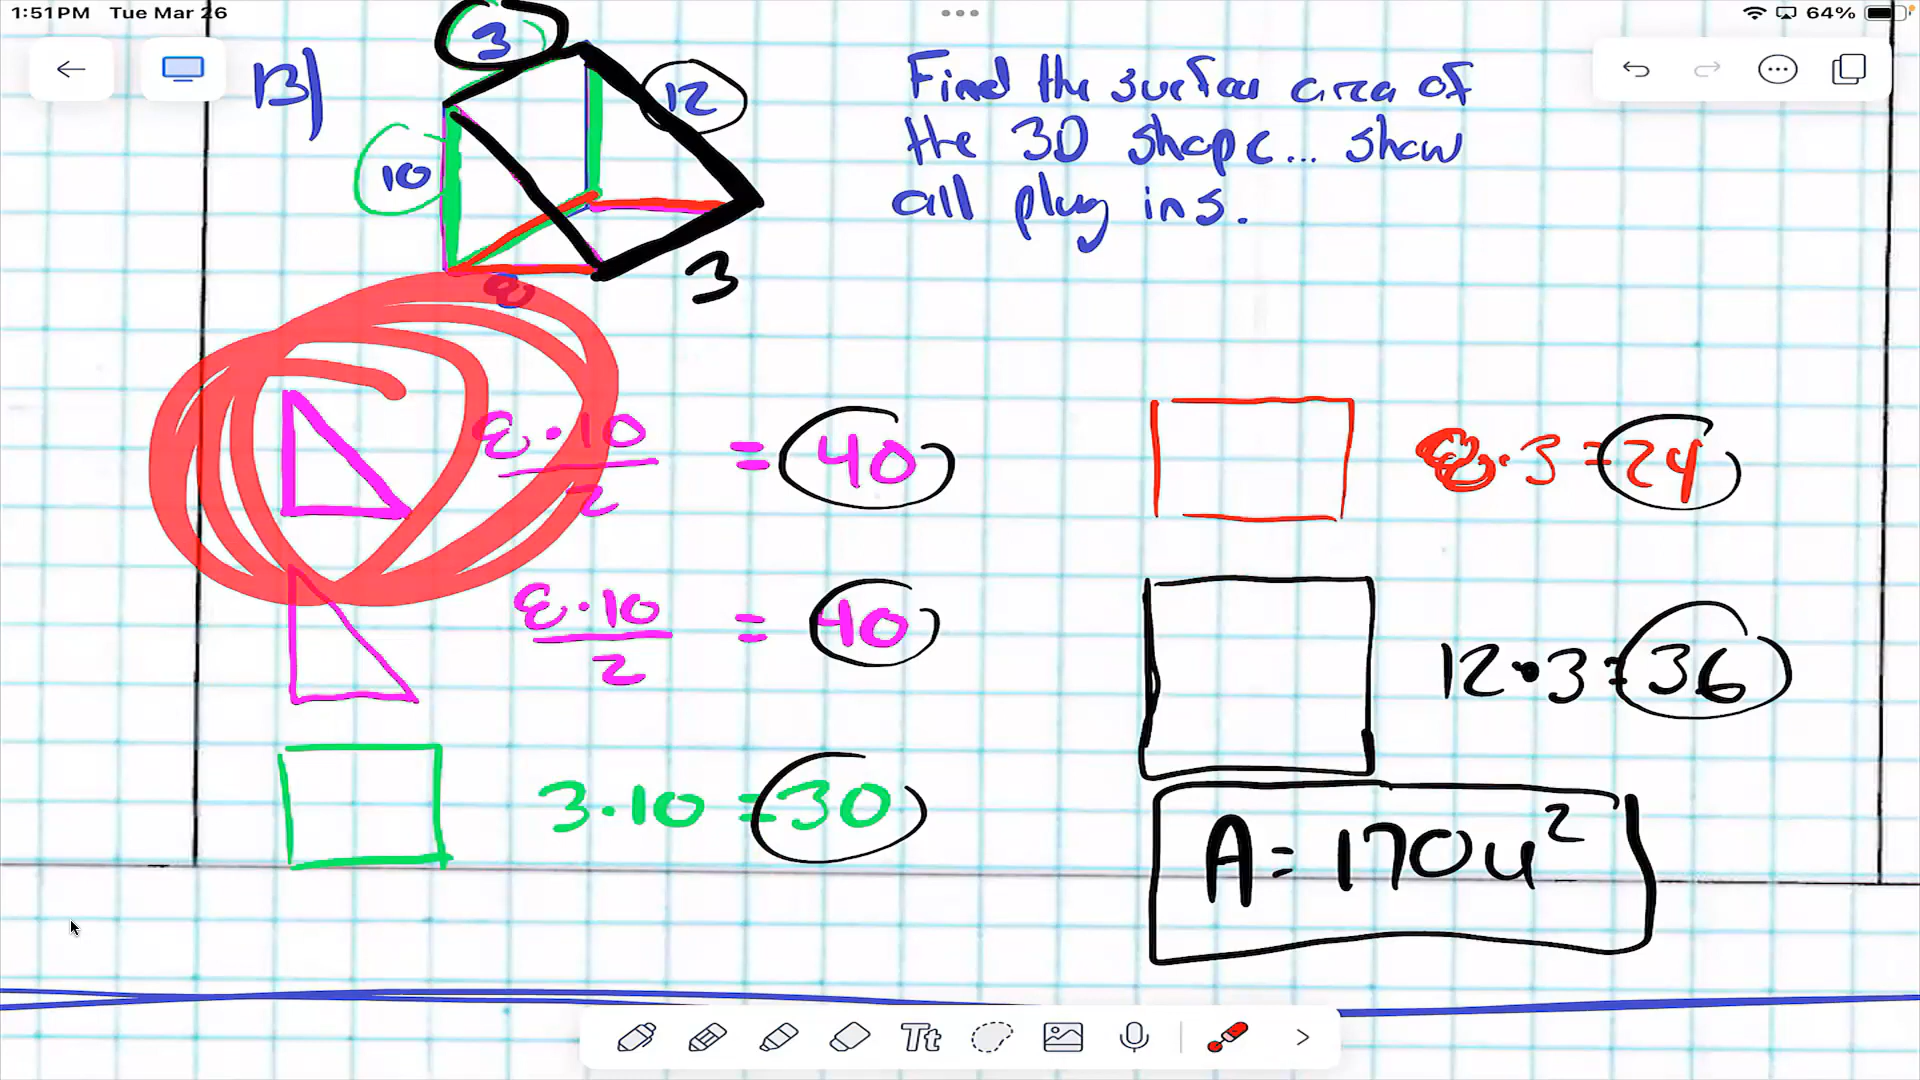 1:51 PM Tue Mar 26
64%
13)
3
12
10
8
3
Find the surface area of
the 3D shape... show
all plug ins.
8·10
2
= 40
8·10
2
= 40
3·10 = 30
8·3 = 24
12·3 = 36
A = 170u²
Tt